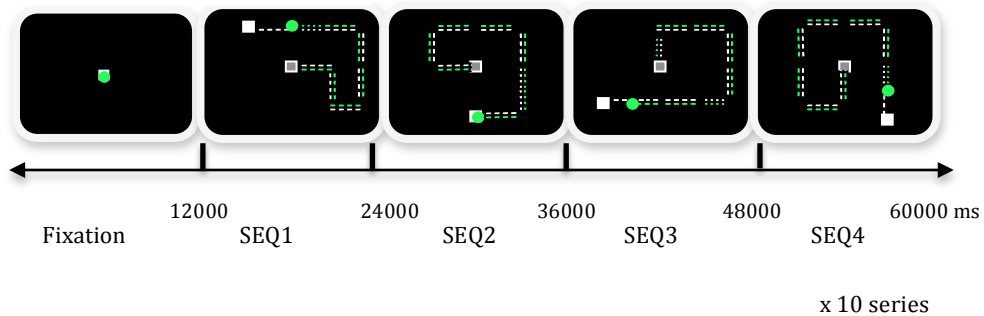 12000 24000 36000 48000 60000 ms
Fixation SEQ1 SEQ2 SEQ3 SEQ4
x 10 series